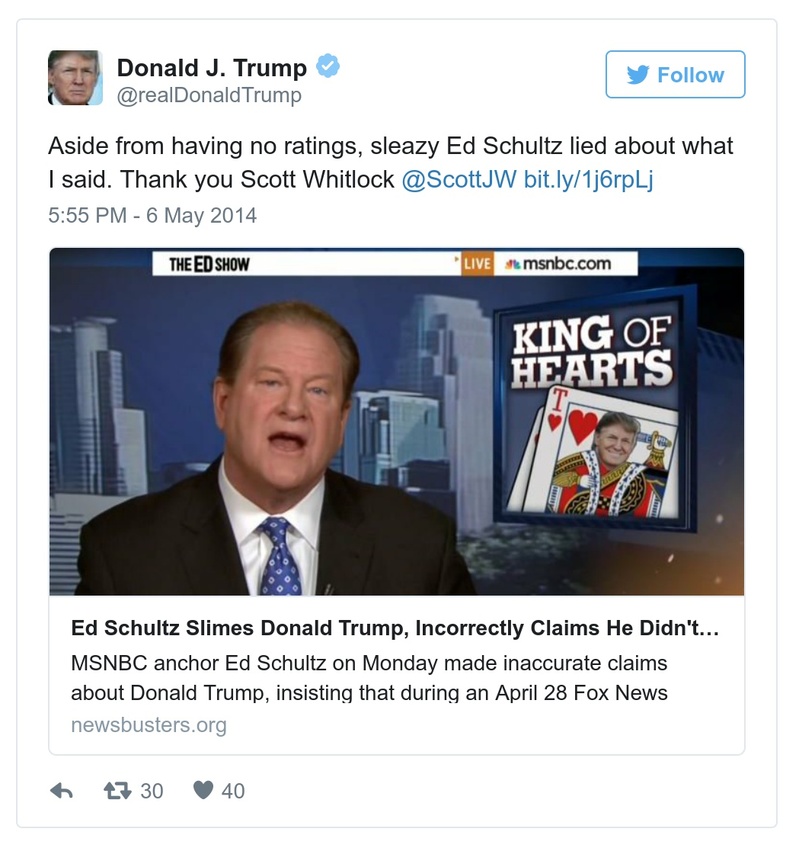 Donald J. Trump
@realDonaldTrump
Follow
Aside from having no ratings, sleazy Ed Schultz lied about what
I said. Thank you Scott Whitlock @ScottJW bit.ly/1j6rpLj
5:55 PM - 6 May 2014
THE ED SHOW
LIVE msnbc.com
KING OF
HEARTS
T
Ed Schultz Slimes Donald Trump, Incorrectly Claims He Didn't...
MSNBC anchor Ed Schultz on Monday made inaccurate claims
about Donald Trump, insisting that during an April 28 Fox News
newsbusters.org
30 40